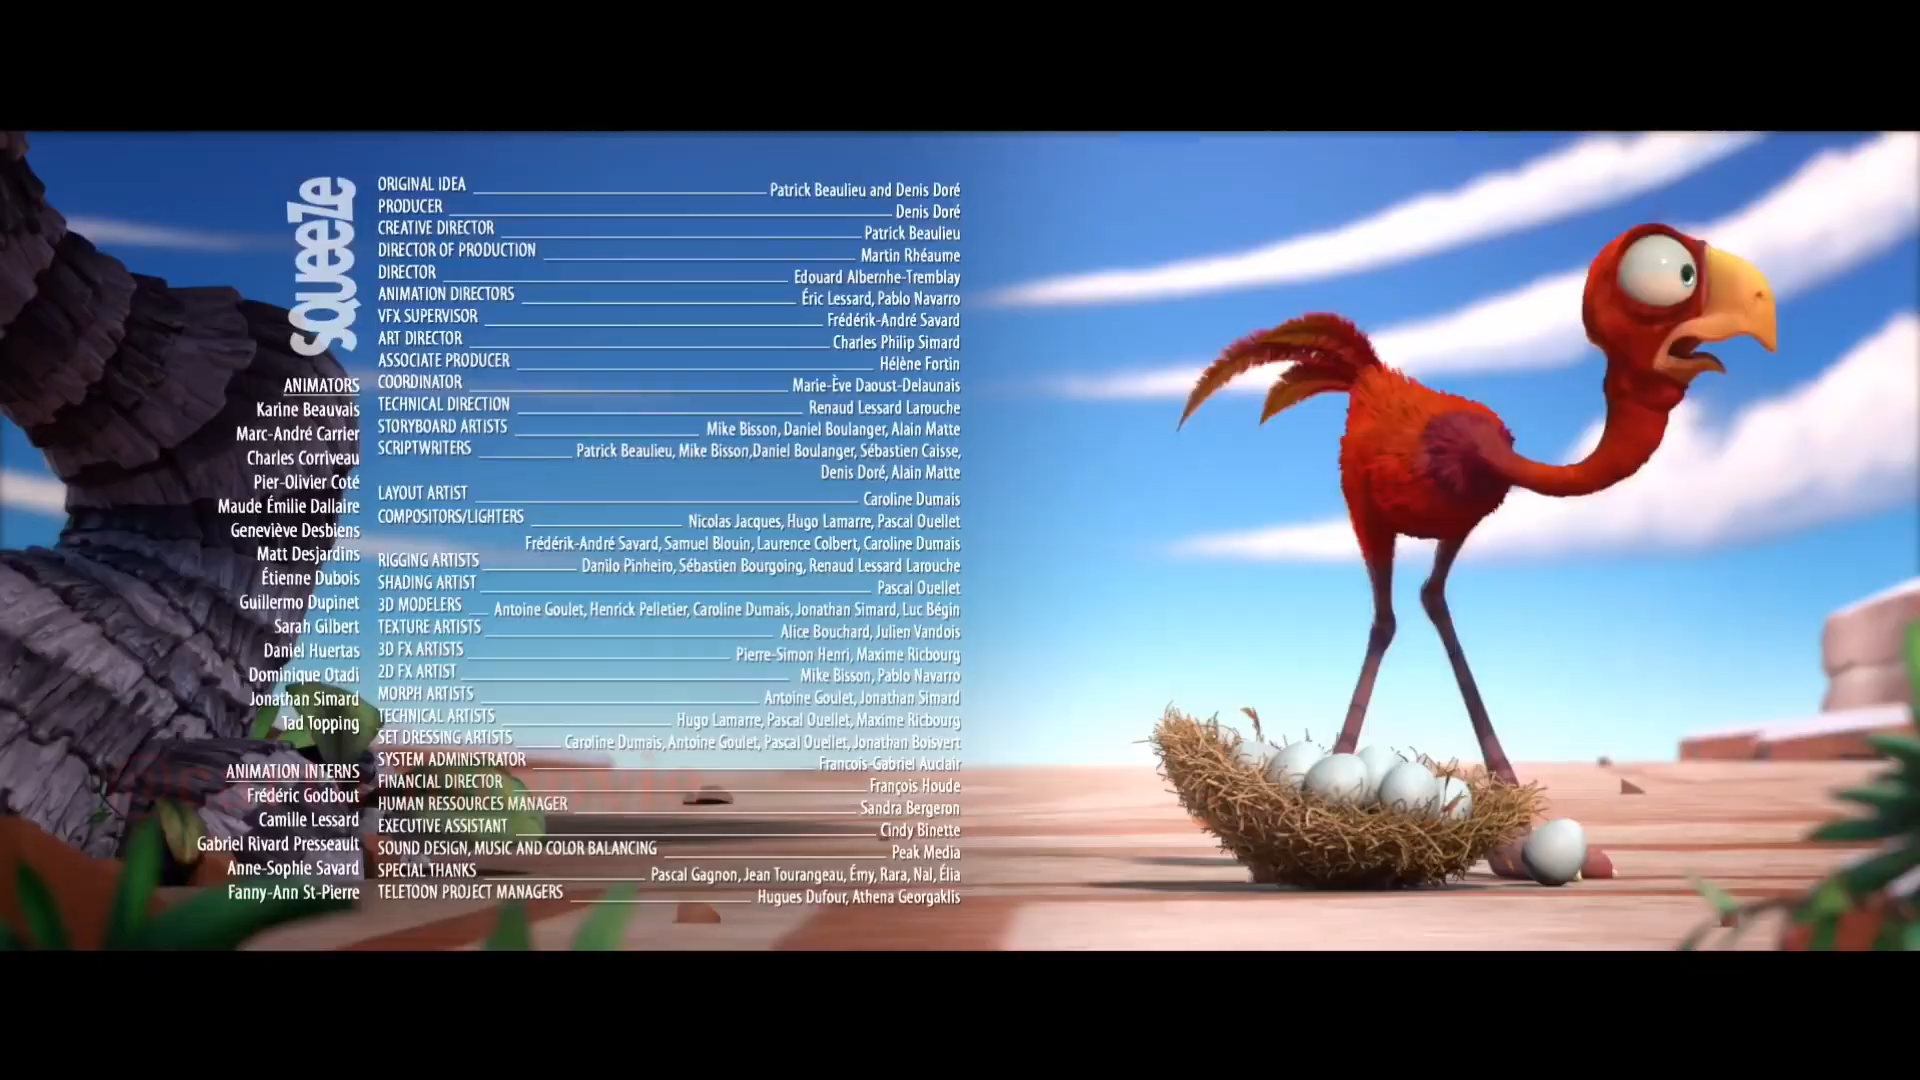 squeeze
ANIMATORS
Karine Beauvais
Marc-André Carrier
Charles Corriveau
Pier-Olivier Coté
Maude Émilie Dallaire
Geneviève Desbiens
Matt Desjardins
Étienne Dubois
Guillermo Dupinet
Sarah Gilbert
Daniel Huertas
Dominique Otadi
Jonathan Simard
Tad Topping
ANIMATION INTERNS
Frédéric Godbout
Camille Lessard
Gabriel Rivard Presseault
Anne-Sophie Savard
Fanny-Ann St-Pierre
ORIGINAL IDEA Patrick Beaulieu and Denis Doré
PRODUCER Denis Doré
CREATIVE DIRECTOR Patrick Beaulieu
DIRECTOR OF PRODUCTION Martin Rhéaume
DIRECTOR Edouard Albernhe-Tremblay
ANIMATION DIRECTORS Éric Lessard, Pablo Navarro
VFX SUPERVISOR Frédérik-André Savard
ART DIRECTOR Charles Philip Simard
ASSOCIATE PRODUCER Hélène Fortin
COORDINATOR Marie-Ève Daoust-Delaunais
TECHNICAL DIRECTION Renaud Lessard Larouche
STORYBOARD ARTISTS Mike Bisson, Daniel Boulanger, Alain Matte
SCRIPTWRITERS Patrick Beaulieu, Mike Bisson,Daniel Boulanger, Sébastien Caisse,
Denis Doré, Alain Matte
LAYOUT ARTIST Caroline Dumais
COMPOSITORS/LIGHTERS Nicolas Jacques, Hugo Lamarre, Pascal Ouellet
Frédérik-André Savard, Samuel Blouin, Laurence Colbert, Caroline Dumais
RIGGING ARTISTS Danilo Pinheiro, Sébastien Bourgoing, Renaud Lessard Larouche
SHADING ARTIST Pascal Ouellet
3D MODELERS Antoine Goulet, Henrick Pelletier, Caroline Dumais, Jonathan Simard, Luc Bégin
TEXTURE ARTISTS Alice Bouchard, Julien Vandois
3D FX ARTISTS Pierre-Simon Henri, Maxime Ricbourg
2D FX ARTIST Mike Bisson, Pablo Navarro
MORPH ARTISTS Antoine Goulet, Jonathan Simard
TECHNICAL ARTISTS Hugo Lamarre, Pascal Ouellet, Maxime Ricbourg
SET DRESSING ARTISTS Caroline Dumais, Antoine Goulet, Pascal Ouellet, Jonathan Boisvert
SYSTEM ADMINISTRATOR Francois-Gabriel Auclair
FINANCIAL DIRECTOR François Houde
HUMAN RESSOURCES MANAGER Sandra Bergeron
EXECUTIVE ASSISTANT Cindy Binette
SOUND DESIGN, MUSIC AND COLOR BALANCING Peak Media
SPECIAL THANKS Pascal Gagnon, Jean Tourangeau, Émy, Rara, Nal, Élia
TELETOON PROJECT MANAGERS Hugues Dufour, Athena Georgaklis